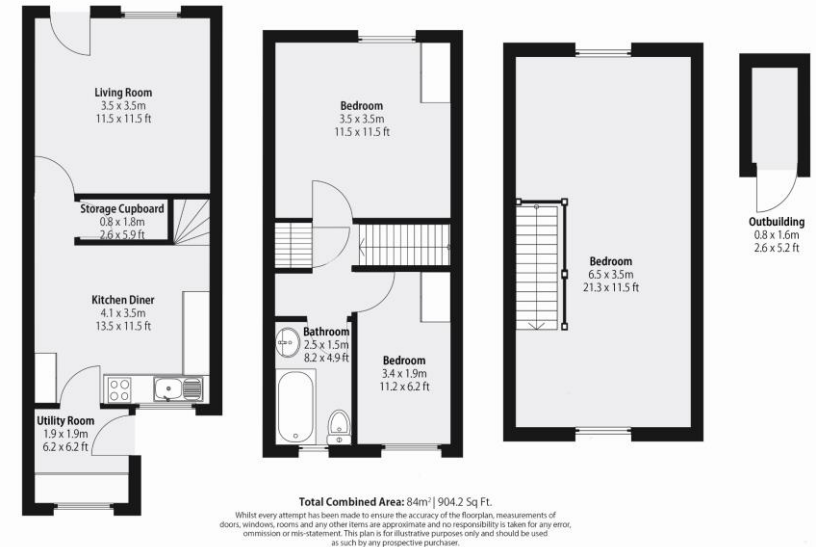 Living Room
3.5 x 3.5m
11.5 x 11.5 ft
Storage Cupboard
0.8 x 1.8m
2.6 x 5.9 ft
Kitchen Diner
4.1 x 3.5m
13.5 x 11.5 ft
Utility Room
1.9 x 1.9m
6.2 x 6.2 ft
Bedroom
3.5 x 3.5m
11.5 x 11.5 ft
Bathroom
2.5 x 1.5m
8.2 x 4.9 ft
Bedroom
3.4 x 1.9m
11.2 x 6.2 ft
Bedroom
6.5 x 3.5m
21.3 x 11.5 ft
Outbuilding
0.8 x 1.6m
2.6 x 5.2 ft
Total Combined Area: 84m² | 904.2 Sq Ft.
Whilst every attempt has been made to ensure the accuracy of the floorplan, measurements of
doors, windows, rooms and any other items are approximate and no responsibility is taken for any error,
ommission or mis-statement. This plan is for illustrative purposes only and should be used
as such by any prospective purchaser.